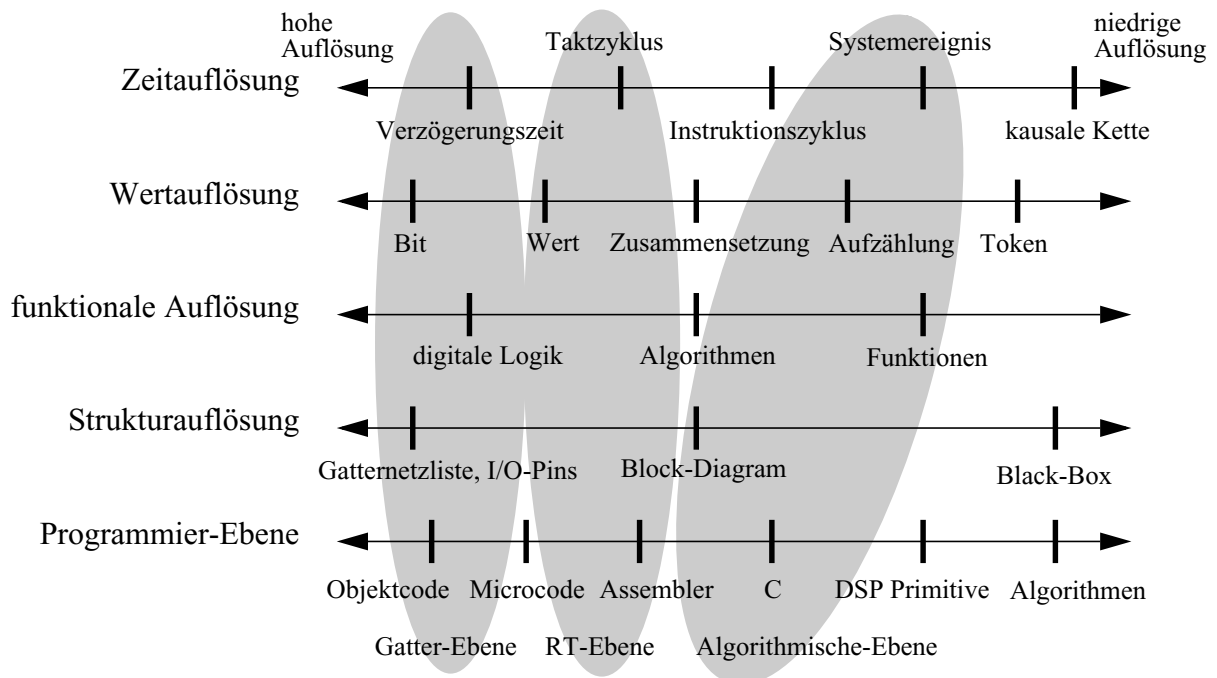 hohe
Auflösung
Taktzyklus
Systemereignis
niedrige
Auflösung
Zeitauflösung
Verzögerungszeit
Instruktionszyklus
kausale Kette
Wertauflösung
Bit
Wert
Zusammensetzung
Aufzählung
Token
funktionale Auflösung
digitale Logik
Algorithmen
Funktionen
Strukturauflösung
Gatternetzliste, I/O-Pins
Block-Diagram
Black-Box
Programmier-Ebene
Objektcode
Microcode
Assembler
C
DSP Primitive
Algorithmen
Gatter-Ebene
RT-Ebene
Algorithmische-Ebene